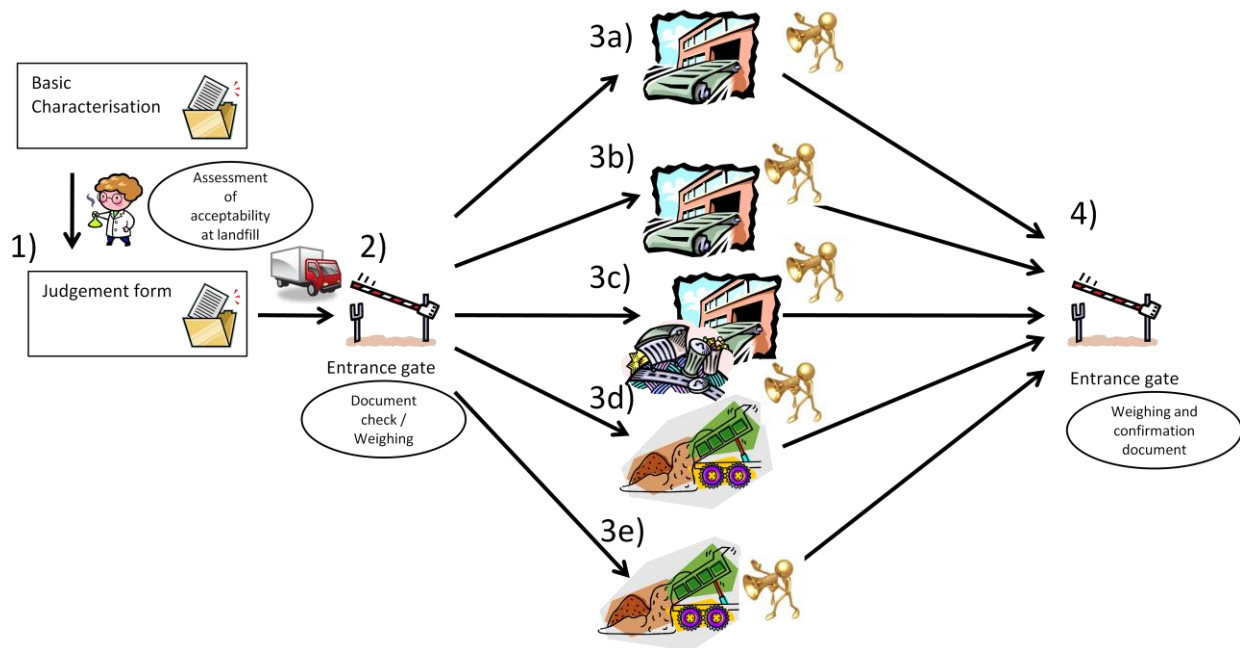 Basic
Characterisation
Assessment
of
acceptability
at landfill
1)
Judgement form
2)
Entrance gate
Document
check /
Weighing
3a)
3b)
3c)
3d)
3e)
4)
Entrance gate
Weighing and
confirmation
document